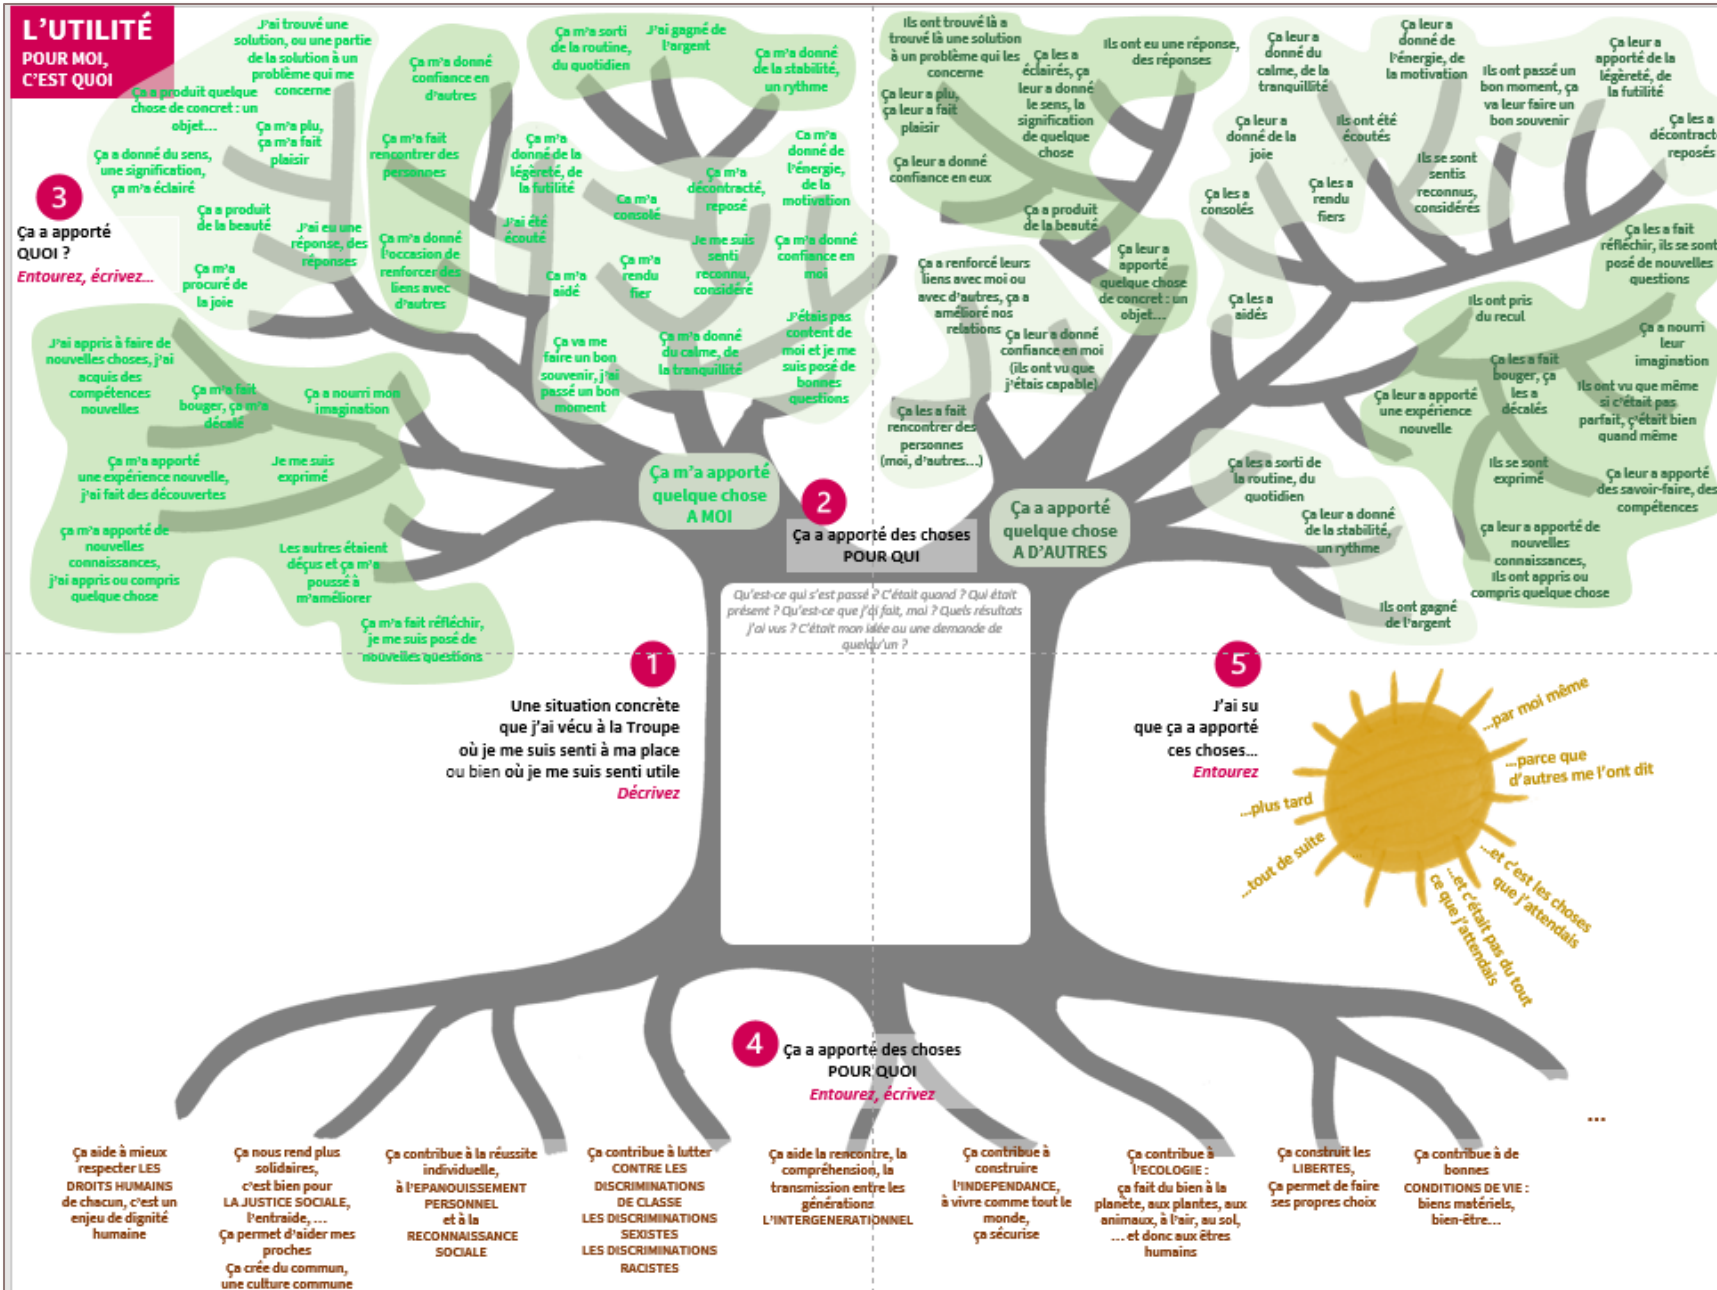 L'UTILITÉ
POUR MOI,
C'EST QUOI
3
Ça a apporté
QUOI ?
Entourez, écrivez...
J'ai trouvé une
solution, ou une partie
de la solution à un
problème qui me
concerne
Ça a produit quelque
chose de concret : un
objet...
Ça m'a plu,
ça m'a fait
plaisir
Ça a donné du sens,
une signification,
ça m'a éclairé
Ça a produit
de la beauté
J'ai eu une
réponse, des
réponses
Ça m'a
procuré de
la joie
Ça m'a donné
confiance en
d'autres
Ça m'a fait
rencontrer des
personnes
Ça m'a donné
l'occasion de
renforcer des
liens avec
d'autres
Ça m'a sorti
de la routine,
du quotidien
J'ai gagné de
l'argent
Ça m'a donné
de la stabilité,
un rythme
Ça m'a
donné de la
légèreté, de
la futilité
Ça m'a
donné de
l'énergie,
de la
motivation
Ça m'a
décontracté,
reposé
Ca m'a
consolé
J'ai été
écouté
Je me suis
senti
reconnu,
considéré
Ça m'a donné
confiance en
moi
Ça m'a
rendu
fier
Ça m'a
aidé
Ça va me
faire un bon
souvenir, j'ai
passé un bon
moment
Ça m'a donné
du calme, de
la tranquillité
J'étais pas
content de
moi et je me
suis posé de
bonnes
questions
J'ai appris à faire de
nouvelles choses, j'ai
acquis des
compétences
nouvelles
Ça m'a fait
bouger, ça m'a
décalé
Ça a nourri mon
imagination
Ça m'a apporté
une expérience nouvelle,
j'ai fait des découvertes
Je me suis
exprimé
ça m'a apporté de
nouvelles
connaissances,
j'ai appris ou compris
quelque chose
Les autres étaient
déçus et ça m'a
poussé à
m'améliorer
Ça m'a fait réfléchir,
je me suis posé de
nouvelles questions
Ça m'a apporté
quelque chose
A MOI
2
Ça a apporté des choses
POUR QUI
Ça a apporté
quelque chose
A D'AUTRES
Ils ont trouvé là a
trouvé là une solution
à un problème qui les
concerne
Ça les a
éclairés, ça
leur a donné
le sens, la
signification
de quelque
chose
Ils ont eu une réponse,
des réponses
Ça leur a plu,
ça leur a fait
plaisir
Ça leur a donné
confiance en eux
Ça a produit
de la beauté
Ça leur a
apporté
quelque chose
de concret : un
objet...
Ça a renforcé leurs
liens avec moi ou
avec d'autres, ça a
amélioré nos
relations
Ça leur a donné
confiance en moi
(ils ont vu que
j'étais capable)
Ça les a fait
rencontrer des
personnes
(moi, d'autres...)
Ça leur a
donné du
calme, de la
tranquillité
Ça leur a
donné de
l'énergie, de
la motivation
Ils ont passé un
bon moment, ça
va leur faire un
bon souvenir
Ça leur a
apporté de la
légèreté, de
la futilité
Ça leur a
donné de la
joie
Ils ont été
écoutés
Ça les a
décontractés
reposés
Ils se sont
sentis
reconnus,
considérés
Ça les a
consolés
Ça les a
rendu
fiers
Ça les a
aidés
Ça les a fait
réfléchir, ils se sont
posé de nouvelles
questions
Ils ont pris
du recul
Ça a nourri
leur
imagination
Ça les a fait
bouger, ça
les a
décalés
Ça leur a apporté
une expérience
nouvelle
Ils ont vu que même
si c'était pas
parfait, ç'était bien
quand même
Ils se sont
exprimé
Ça leur a apporté
des savoir-faire, des
compétences
ça leur a apporté de
nouvelles
connaissances,
Ils ont appris ou
compris quelque chose
Ça les a sorti de
la routine, du
quotidien
Ça leur a donné
de la stabilité,
un rythme
Ils ont gagné
de l'argent
Qu'est-ce qui s'est passé ? C'était quand ? Qui était
présent ? Qu'est-ce que j'ai fait, moi ? Quels résultats
j'ai vus ? C'était mon idée ou une demande de
quelqu'un ?
1
Une situation concrète
que j'ai vécu à la Troupe
où je me suis senti à ma place
ou bien où je me suis senti utile
Décrivez
5
J'ai su
que ça a apporté
ces choses...
Entourez
...par moi même
...parce que
d'autres me l'ont dit
...plus tard
...tout de suite
...
...et c'est les choses
que j'attendais
...et c'était pas du tout
ce que j'attendais
4
Ça a apporté des choses
POUR QUOI
Entourez, écrivez
...
Ça aide à mieux
respecter LES
DROITS HUMAINS
de chacun, c'est un
enjeu de dignité
humaine
Ça nous rend plus
solidaires,
c'est bien pour
LA JUSTICE SOCIALE,
l'entraide, ...
Ça permet d'aider mes
proches
Ça crée du commun,
une culture commune
Ça contribue à la réussite
individuelle,
à l'EPANOUISSEMENT
PERSONNEL
et à la
RECONNAISSANCE
SOCIALE
Ça contribue à lutter
CONTRE LES
DISCRIMINATIONS
DE CLASSE
LES DISCRIMINATIONS
SEXISTES
LES DISCRIMINATIONS
RACISTES
Ça aide la rencontre, la
compréhension, la
transmission entre les
générations
L'INTERGENERATIONNEL
Ça contribue à
construire
l'INDEPENDANCE,
à vivre comme tout le
monde,
ça sécurise
Ça contribue à
l'ECOLOGIE :
ça fait du bien à la
planète, aux plantes, aux
animaux, à l'air, au sol,
... et donc aux êtres
humains
Ça construit les
LIBERTES,
Ça permet de faire
ses propres choix
Ça contribue à de
bonnes
CONDITIONS DE VIE :
biens matériels,
bien-être...